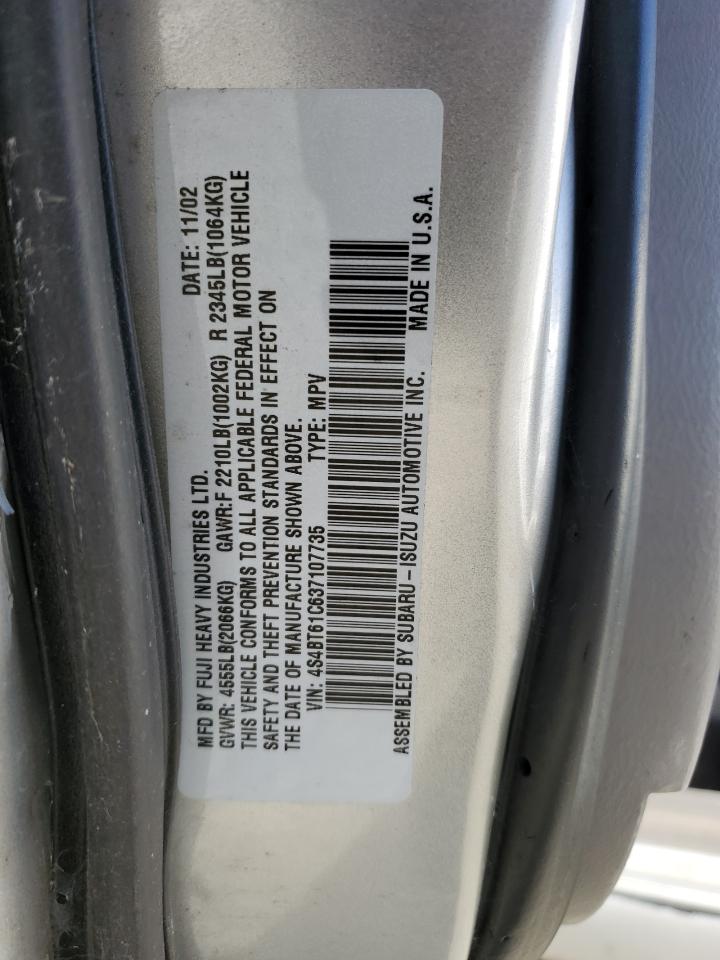 MFD BY FUJI HEAVY INDUSTRIES LTD. DATE: 11/02
GVWR: 4555LB(2066KG) GAWR:F 2210LB(1002KG) R 2345LB(1064KG)
THIS VEHICLE CONFORMS TO ALL APPLICABLE FEDERAL MOTOR VEHICLE
SAFETY AND THEFT PREVENTION STANDARDS IN EFFECT ON
THE DATE OF MANUFACTURE SHOWN ABOVE.
VIN: 4S4BT61C637107735 TYPE: MPV
ASSEMBLED BY SUBARU-ISUZU AUTOMOTIVE INC. MADE IN U.S.A.